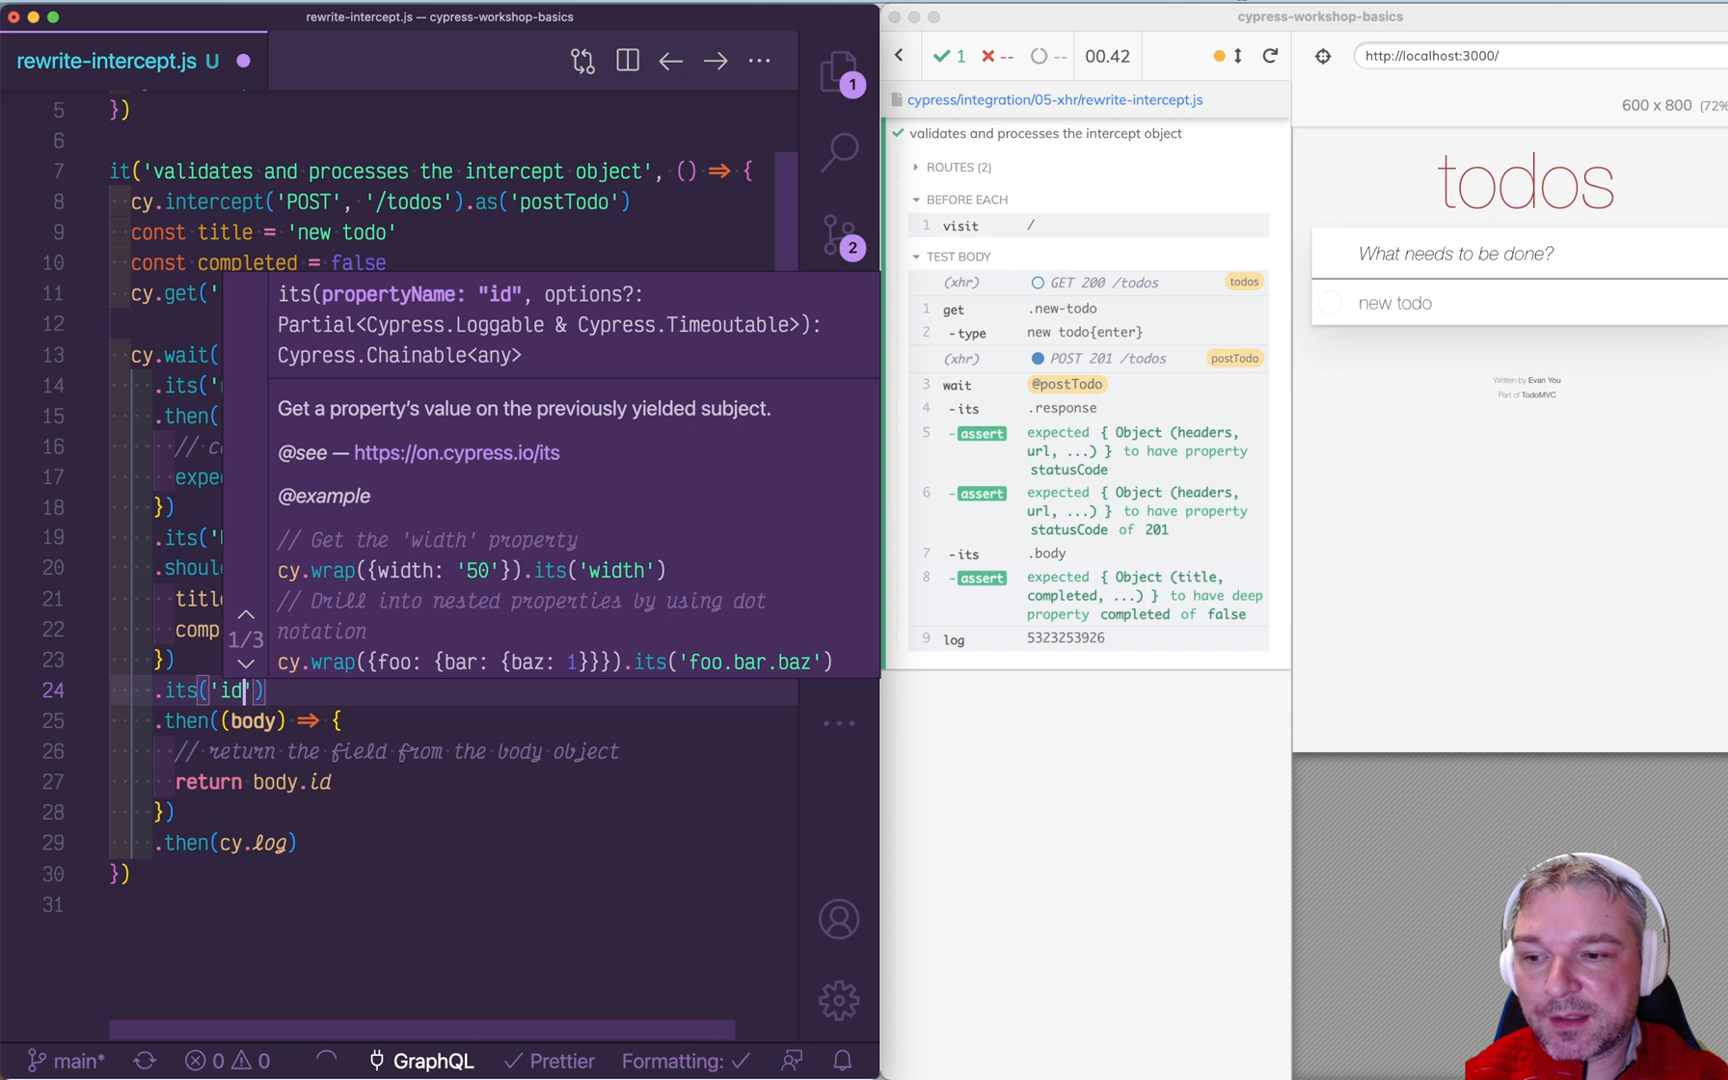 rewrite-intercept.js — cypress-workshop-basics
rewrite-intercept.js U
5 })
6
7 it('validates and processes the intercept object', () => {
8 cy.intercept('POST', '/todos').as('postTodo')
9 const title = 'new todo'
10 const completed = false
11 cy.get('
12
13 cy.wait(
14 .its('
15 .then(
16 // c
17 expe
18 })
19 .its('
20 .shoul
21 titl
22 comp
23 })
24 .its('id')
25 .then((body) => {
26 // return the field from the body object
27 return body.id
28 })
29 .then(cy.log)
30 })
31
its(propertyName: "id", options?:
Partial<Cypress.Loggable & Cypress.Timeoutable>):
Cypress.Chainable<any>
Get a property's value on the previously yielded subject.
@see — https://on.cypress.io/its
@example
// Get the 'width' property
cy.wrap({width: '50'}).its('width')
// Drill into nested properties by using dot
notation
cy.wrap({foo: {bar: {baz: 1}}}).its('foo.bar.baz')
1/3
1
2
main* 0 0 GraphQL Prettier Formatting:
cypress-workshop-basics
1 -- -- 00.42
http://localhost:3000/
600 x 800 (72%
cypress/integration/05-xhr/rewrite-intercept.js
validates and processes the intercept object
ROUTES (2)
BEFORE EACH
1 visit /
TEST BODY
(xhr) GET 200 /todos todos
1 get .new-todo
2 -type new todo{enter}
(xhr) POST 201 /todos postTodo
3 wait @postTodo
4 -its .response
5 -assert expected { Object (headers,
url, ...) } to have property
statusCode
6 -assert expected { Object (headers,
url, ...) } to have property
statusCode of 201
7 -its .body
8 -assert expected { Object (title,
completed, ...) } to have deep
property completed of false
9 log 5323253926
todos
What needs to be done?
new todo
Written by Evan You
Part of TodoMVC